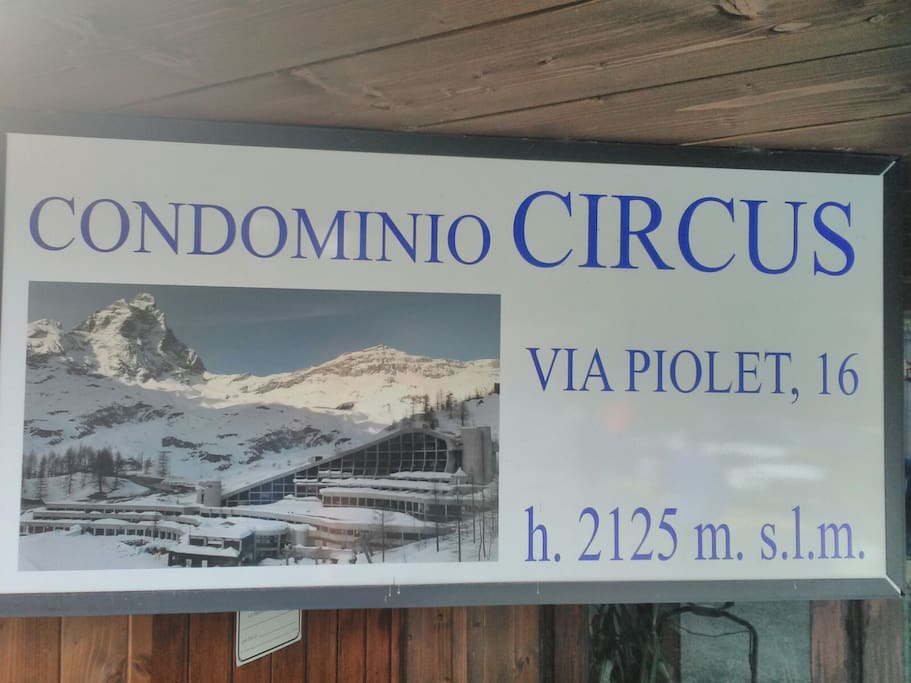 CONDOMINIO CIRCUS
VIA PIOLET, 16
h. 2125 m. s.l.m.